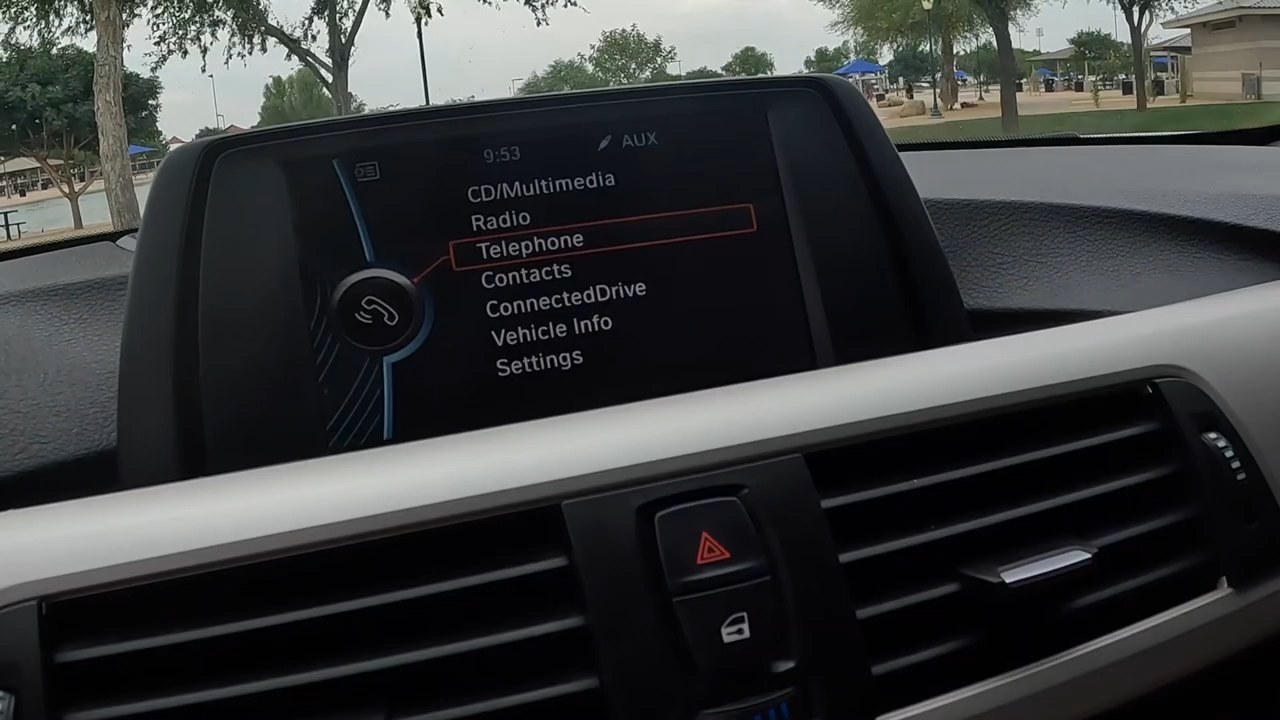 9:53
AUX
CD/Multimedia
Radio
Telephone
Contacts
ConnectedDrive
Vehicle Info
Settings